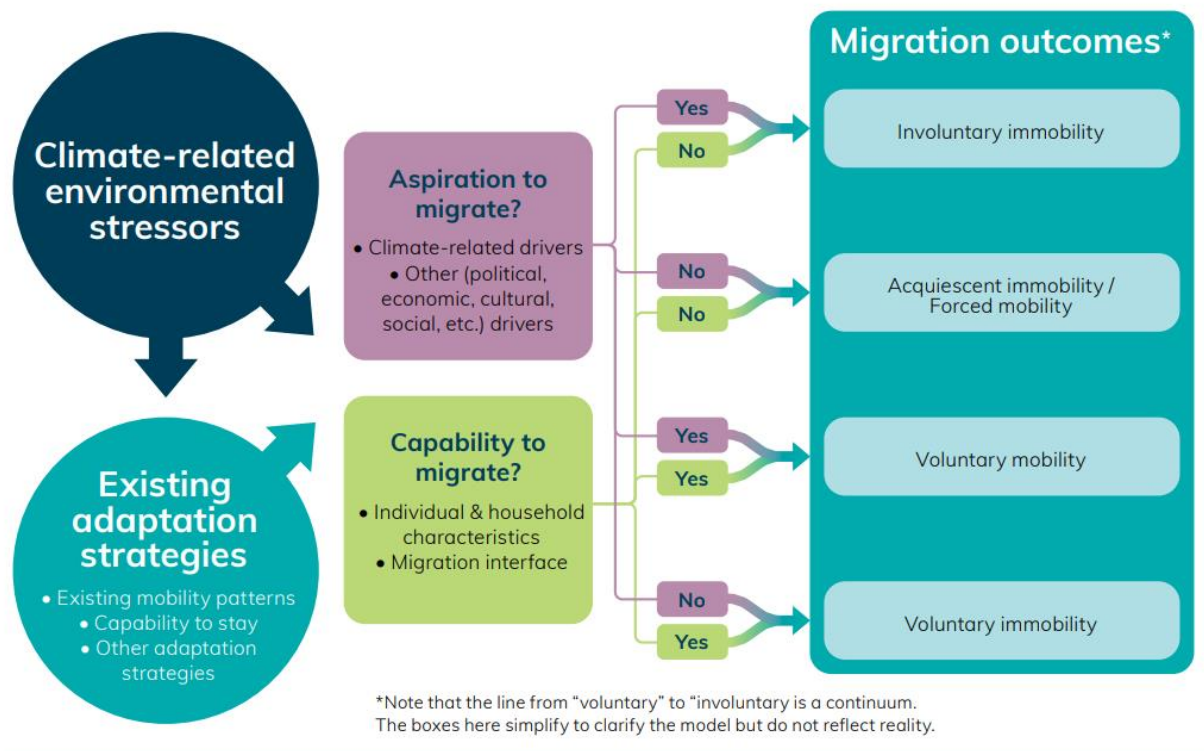 Climate-related
environmental
stressors
Existing
adaptation
strategies
• Existing mobility patterns
• Capability to stay
• Other adaptation
strategies
Aspiration to
migrate?
• Climate-related drivers
• Other (political,
economic, cultural,
social, etc.) drivers
Capability to
migrate?
• Individual & household
characteristics
• Migration interface
Yes
No
No
No
Yes
Yes
No
Yes
Migration outcomes*
Involuntary immobility
Acquiescent immobility /
Forced mobility
Voluntary mobility
Voluntary immobility
*Note that the line from “voluntary” to “involuntary is a continuum.
The boxes here simplify to clarify the model but do not reflect reality.